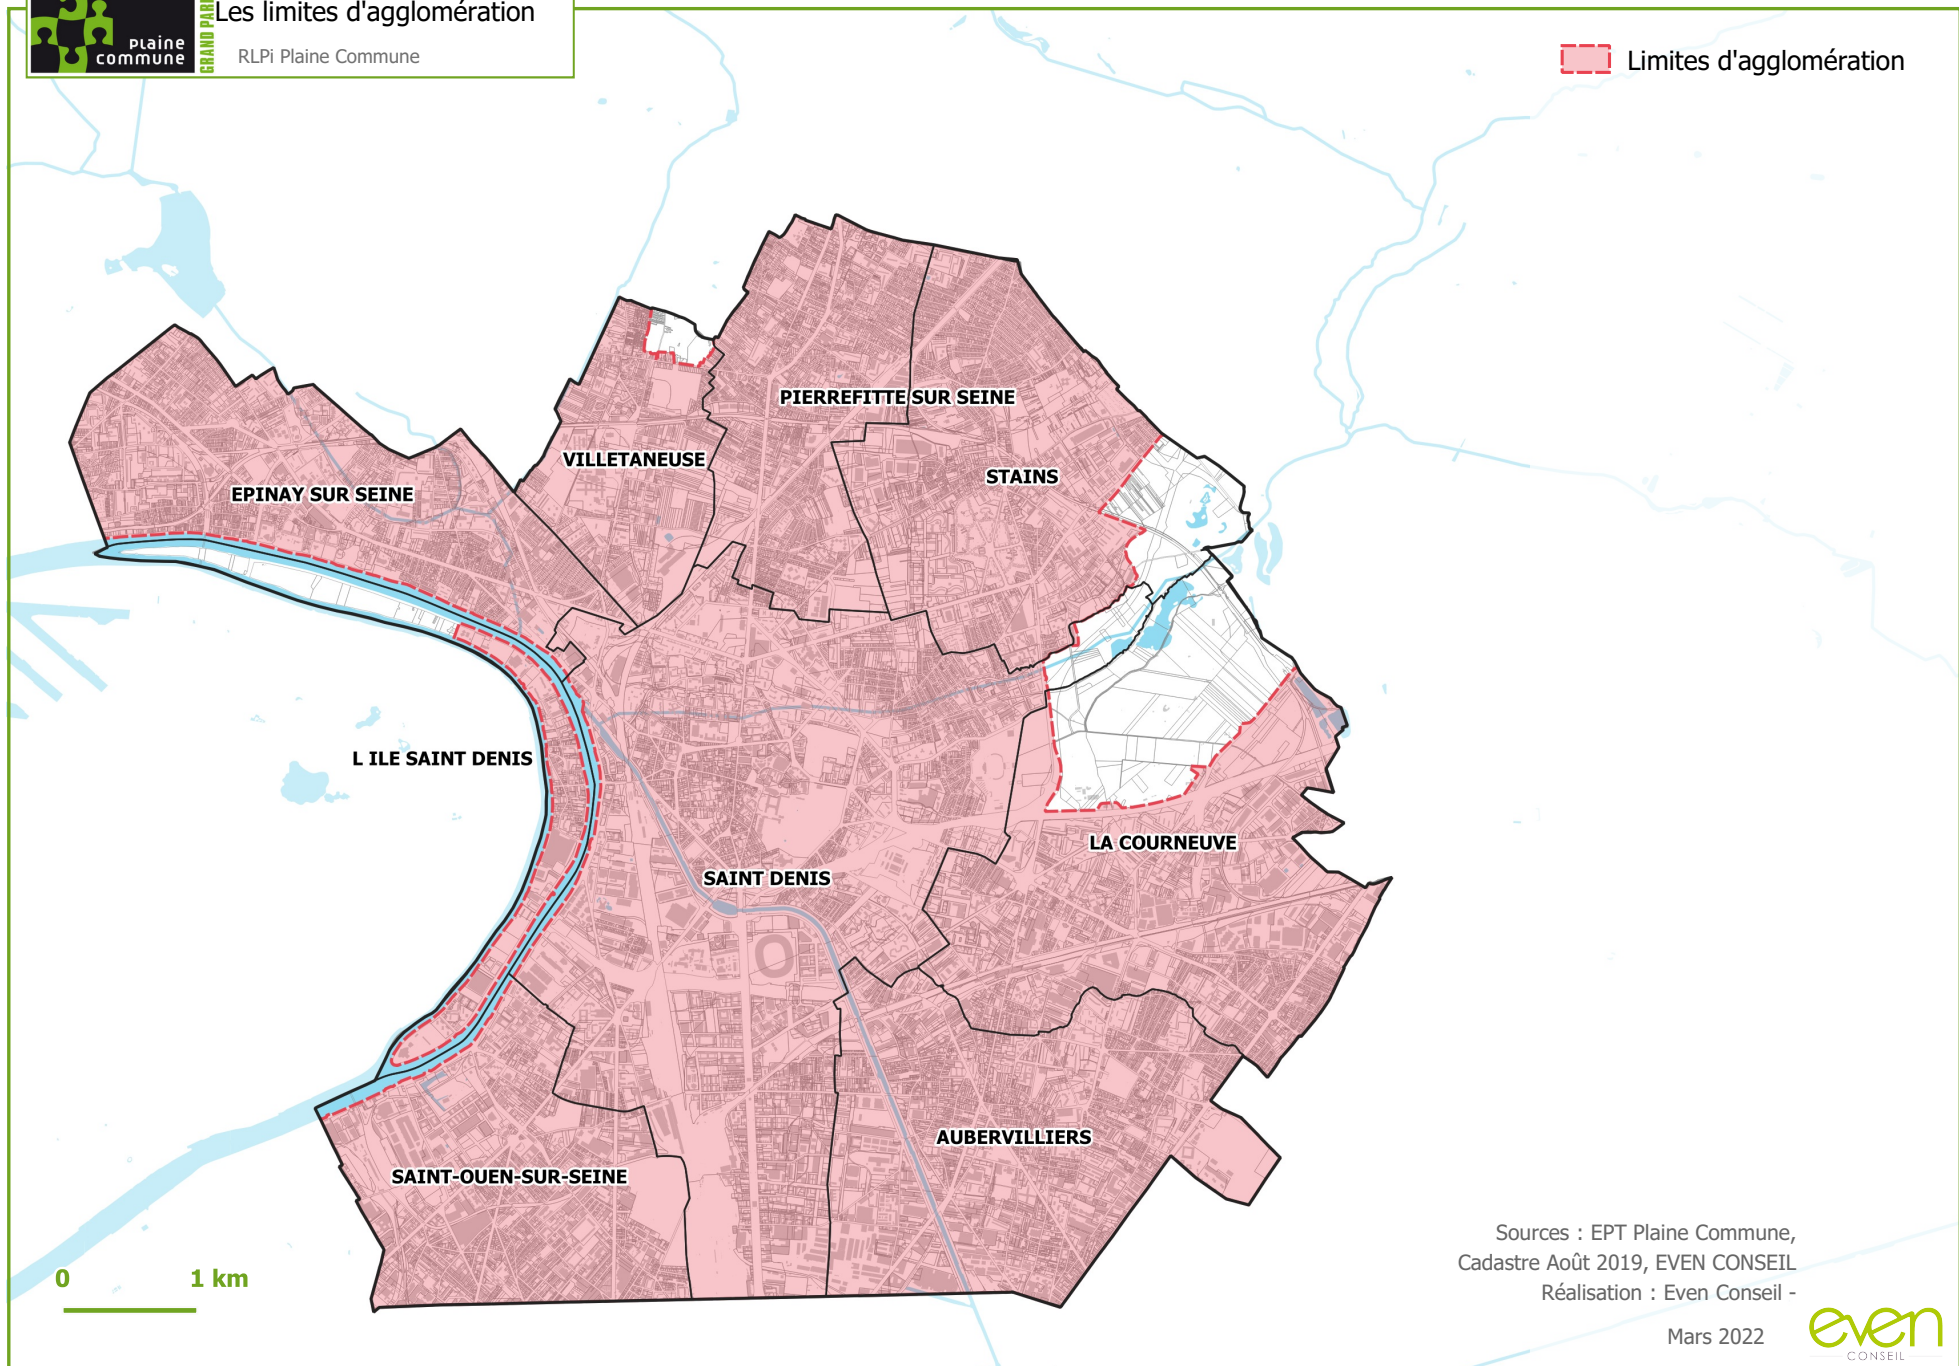 Plaine
commune
GRAND PARI
Les limites d'agglomération
RLPi Plaine Commune
Limites d'agglomération
PIERREFITTE SUR SEINE
VILLETANEUSE
STAINS
EPINAY SUR SEINE
L ILE SAINT DENIS
LA COURNEUVE
SAINT DENIS
AUBERVILLIERS
SAINT-OUEN-SUR-SEINE
0 1 km
Sources : EPT Plaine Commune,
Cadastre Août 2019, EVEN CONSEIL
Réalisation : Even Conseil -
Mars 2022
even
CONSEIL